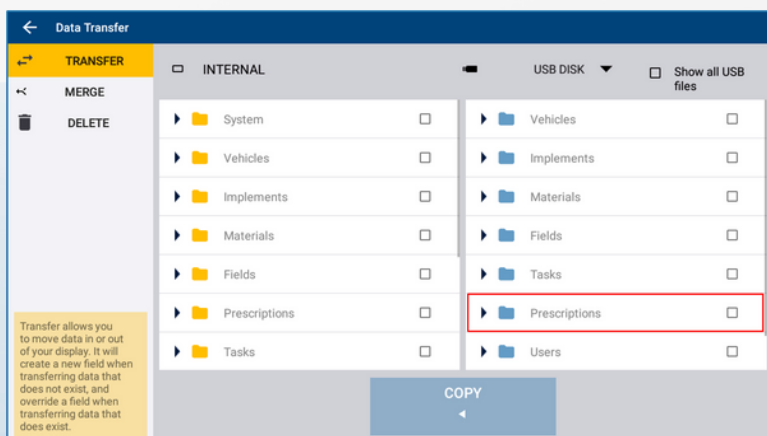 Data Transfer
TRANSFER
MERGE
DELETE
INTERNAL
USB DISK
Show all USB
files
System
Vehicles
Implements
Materials
Fields
Prescriptions
Tasks
Vehicles
Implements
Materials
Fields
Tasks
Prescriptions
Users
Transfer allows you
to move data in or out
of your display. It will
create a new field when
transferring data that
does not exist, and
override a field when
transferring data that
does exist.
COPY